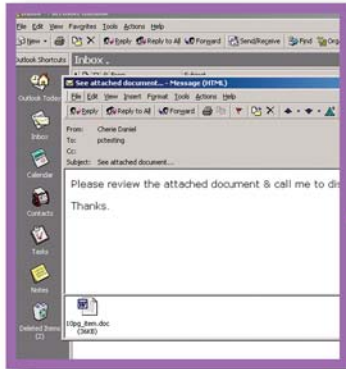 File Edit View Favorites Tools Actions Help
New Reply Reply to All Forward Send/Receive Find
Outlook Shortcuts Inbox
Outlook Today
Inbox
Calendar
Contacts
Tasks
Notes
Deleted Items
(2)
See attached document... - Message (HTML)
File Edit View Insert Format Tools Actions Help
Reply Reply to All Forward
From: Cherie Daniel
To: pctesting
Cc:
Subject: See attached document...
Please review the attached document & call me to dis
Thanks.
10pg_item.doc
(36KB)